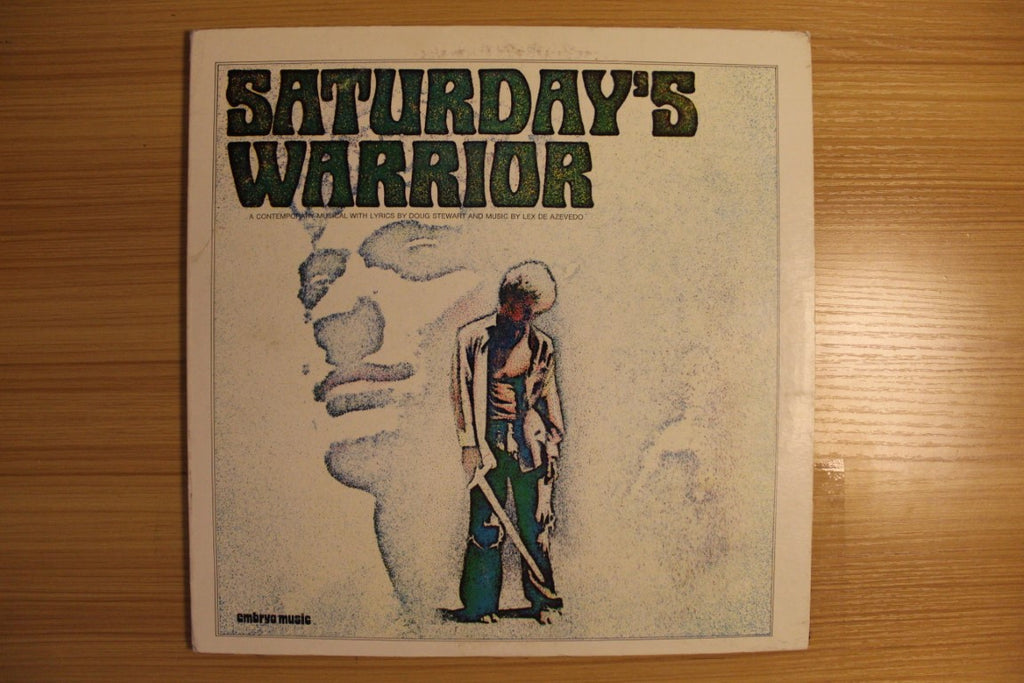 SATURDAY'S
WARRIOR
A CONTEMPORARY MUSICAL WITH LYRICS BY DOUG STEWART AND MUSIC BY LEX DE AZEVEDO
embryo music